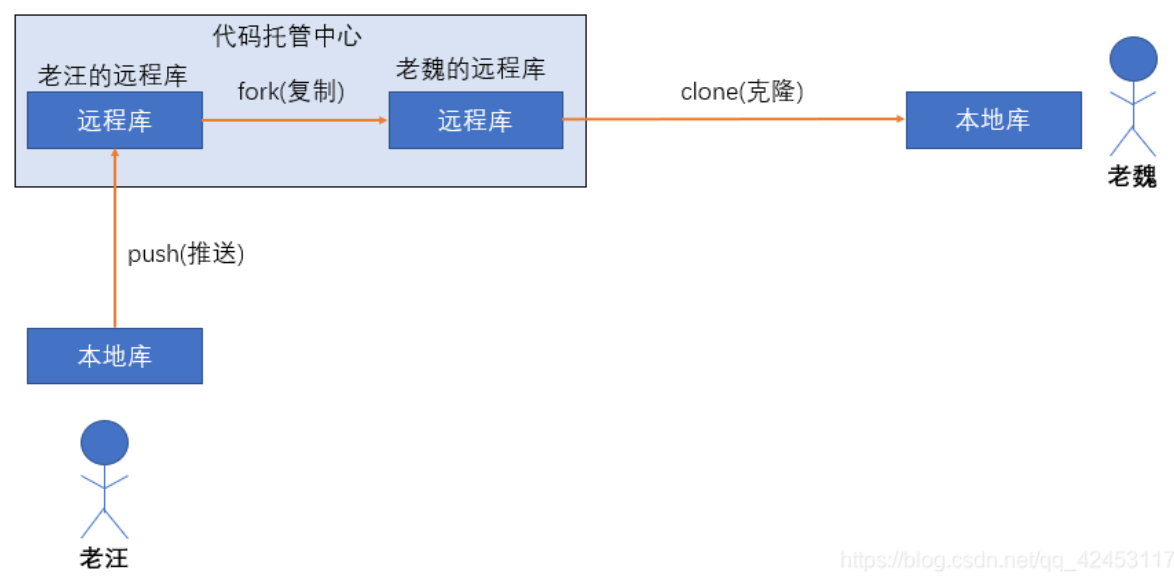 代码托管中心
老汪的远程库
fork(复制)
老魏的远程库
clone(克隆)
远程库
远程库
本地库
老魏
push(推送)
本地库
老汪
https://blog.csdn.net/qq_42453117